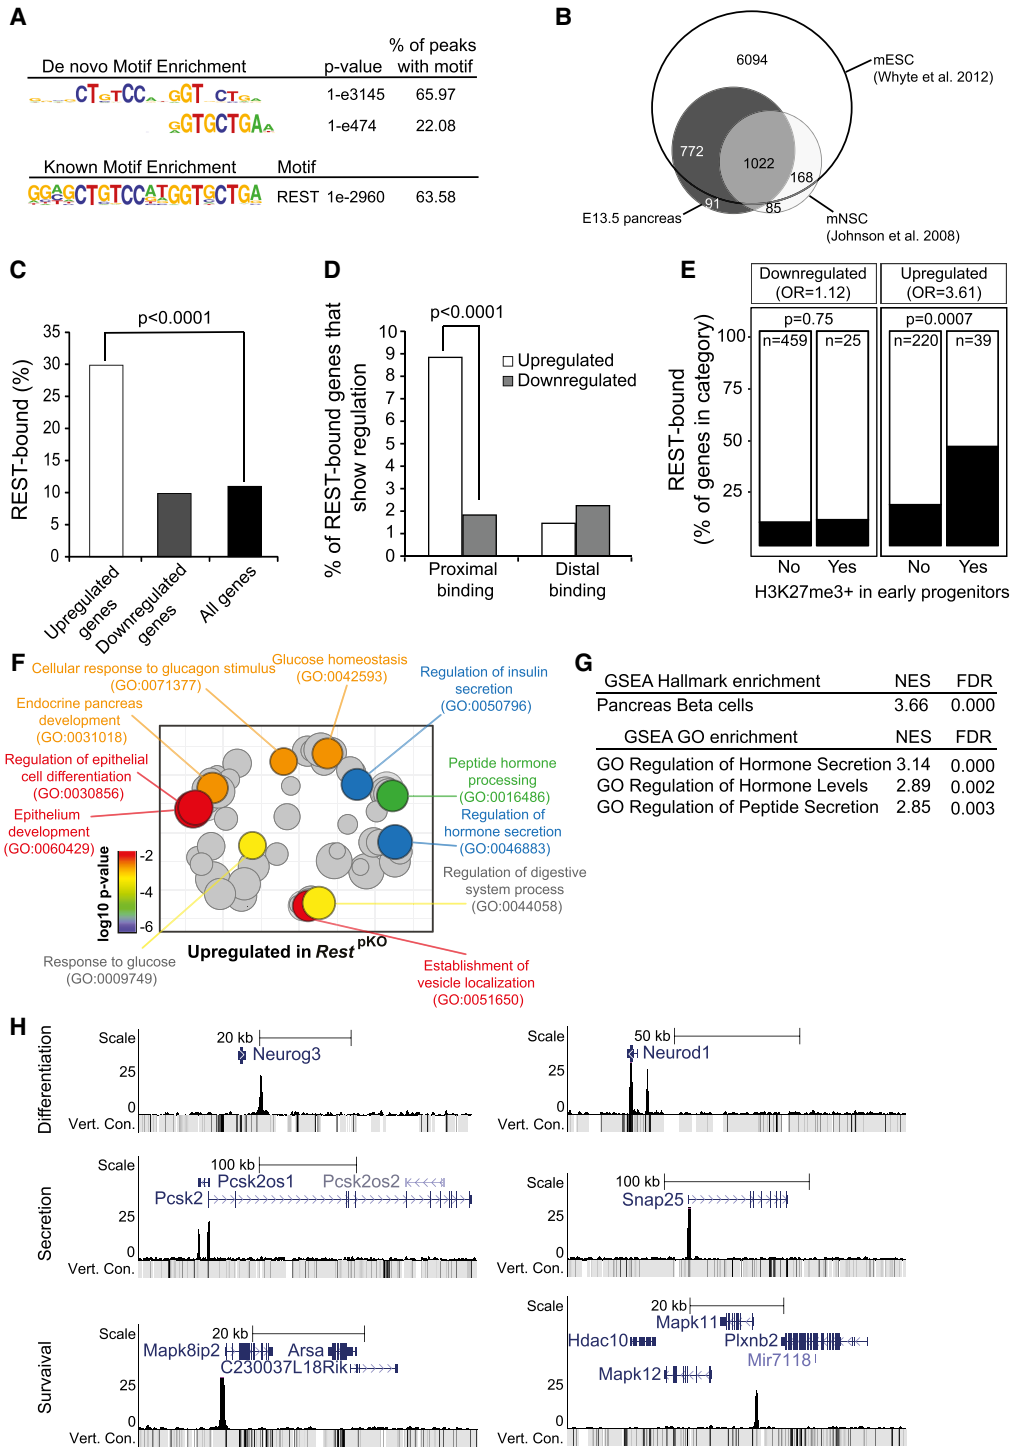 A
% of peaks
De novo Motif Enrichment p-value with motif
CTGTCCA GGT CTGA 1-e3145 65.97
GGTGCTGAA 1-e474 22.08
Known Motif Enrichment Motif
GGAGCTGTCCATGGTGCTGA REST 1e-2960 63.58
B
6094
mESC
(Whyte et al. 2012)
772
1022
168
91
85
E13.5 pancreas
mNSC
(Johnson et al. 2008)
C
p<0.0001
REST-bound (%)
35
30
25
20
15
10
5
0
Upregulated genes
Downregulated genes
All genes
D
p<0.0001
% of REST-bound genes that show regulation
10
9
8
7
6
5
4
3
2
1
0
Upregulated
Downregulated
Proximal binding
Distal binding
E
Downregulated
(OR=1.12)
Upregulated
(OR=3.61)
p=0.75
p=0.0007
n=459 n=25 n=220 n=39
REST-bound
(% of genes in category)
100
75
50
25
No Yes No Yes
H3K27me3+ in early progenitors
F
Cellular response to glucagon stimulus
(GO:0071377)
Glucose homeostasis
(GO:0042593)
Regulation of insulin
secretion
(GO:0050796)
Endocrine pancreas
development
(GO:0031018)
Regulation of epithelial
cell differentiation
(GO:0030856)
Peptide hormone
processing
(GO:0016486)
Epithelium
development
(GO:0060429)
Regulation of
hormone secretion
(GO:0046883)
Regulation of digestive
system process
(GO:0044058)
log10 p-value
-2
-4
-6
Upregulated in Rest pKO
Response to glucose
(GO:0009749)
Establishment of
vesicle localization
(GO:0051650)
G
GSEA Hallmark enrichment NES FDR
Pancreas Beta cells 3.66 0.000
GSEA GO enrichment NES FDR
GO Regulation of Hormone Secretion 3.14 0.000
GO Regulation of Hormone Levels 2.89 0.002
GO Regulation of Peptide Secretion 2.85 0.003
H
Differentiation
Scale 20 kb
Neurog3
25
0
Vert. Con.
Scale 50 kb
Neurod1
25
0
Vert. Con.
Secretion
Scale 100 kb
Pcsk2os1 Pcsk2os2
Pcsk2
25
0
Vert. Con.
Scale 100 kb
Snap25
25
0
Vert. Con.
Survaival
Scale 20 kb
Mapk8ip2 Arsa
C230037L18Rik
25
0
Vert. Con.
Scale 20 kb
Mapk11
Hdac10 Plxnb2
Mir7118
Mapk12
25
0
Vert. Con.